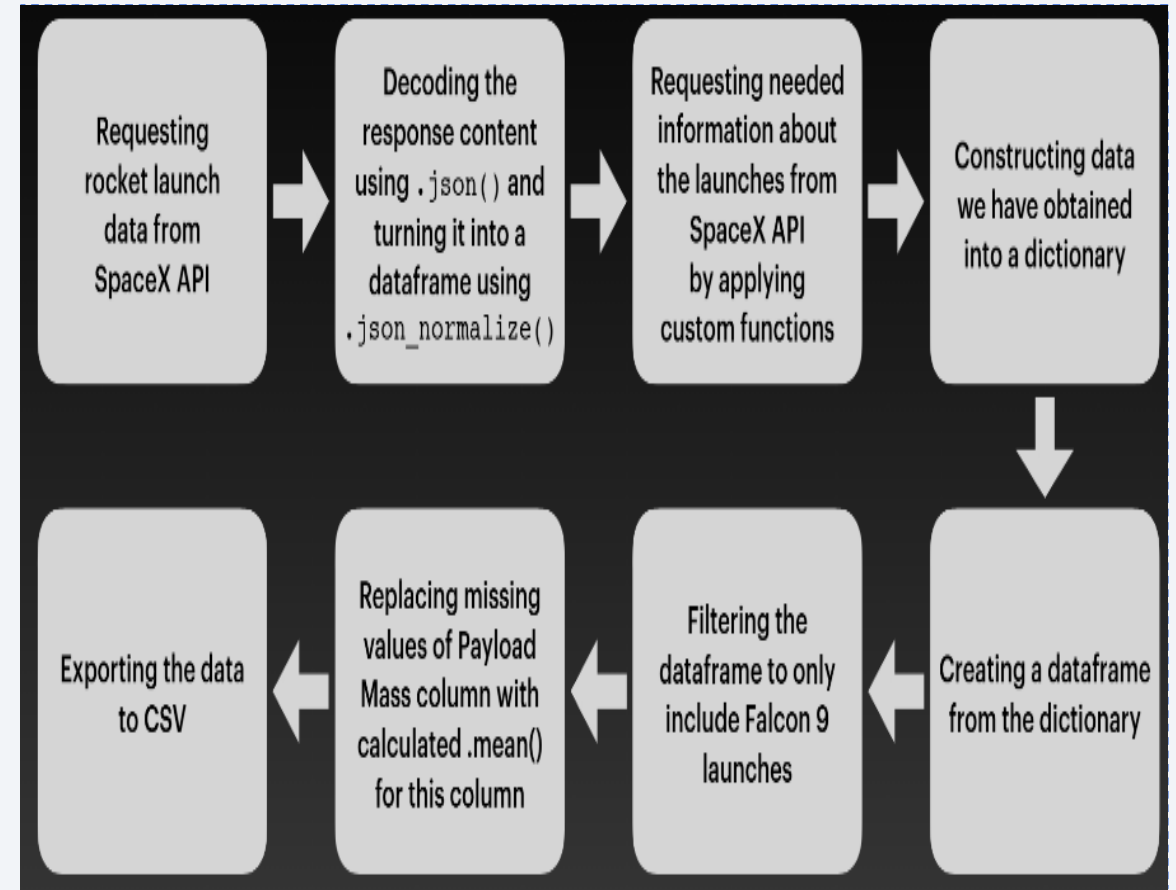 Requesting
rocket launch
data from
SpaceX API
Decoding the
response content
using .json() and
turning it into a
dataframe using
.json_normalize()
Requesting needed
information about
the launches from
SpaceX API
by applying
custom functions
Constructing data
we have obtained
into a dictionary
Creating a dataframe
from the dictionary
Filtering the
dataframe to only
include Falcon 9
launches
Replacing missing
values of Payload
Mass column with
calculated .mean()
for this column
Exporting the data
to CSV